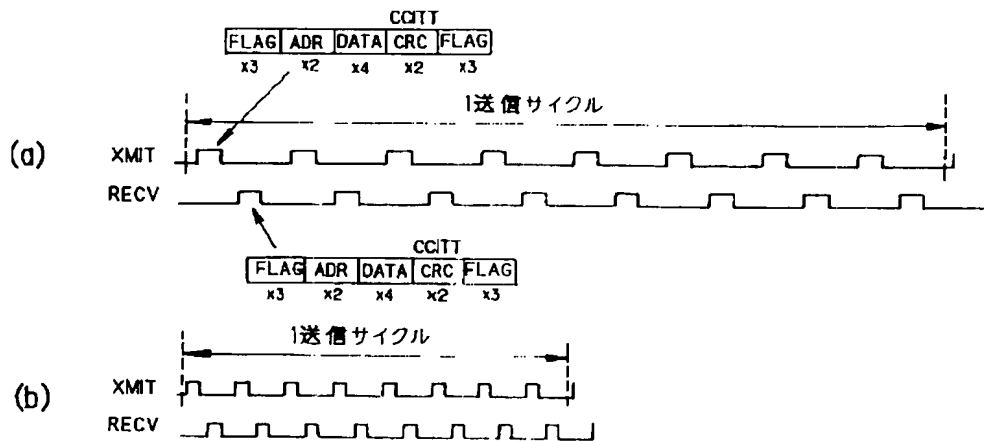 CCITT
FLAG ADR DATA CRC FLAG
x3 x2 x4 x2 x3
1送信サイクル
(a)
XMIT
RECV
CCITT
FLAG ADR DATA CRC FLAG
x3 x2 x4 x2 x3
1送信サイクル
(b)
XMIT
RECV